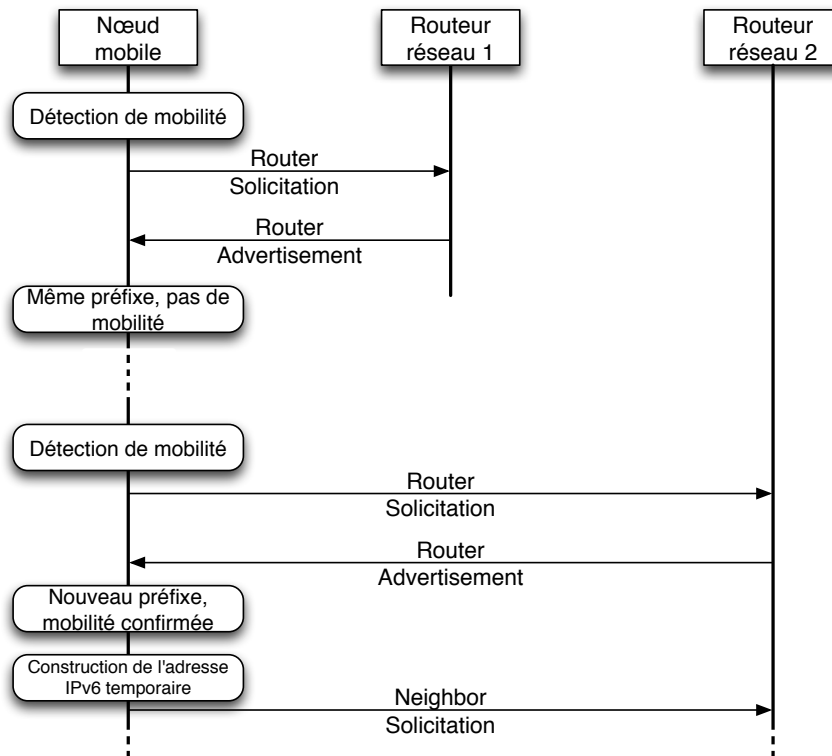 Nœud
mobile
Routeur
réseau 1
Routeur
réseau 2
Détection de mobilité
Router
Solicitation
Router
Advertisement
Même préfixe, pas de
mobilité
Détection de mobilité
Router
Solicitation
Router
Advertisement
Nouveau préfixe,
mobilité confirmée
Construction de l'adresse
IPv6 temporaire
Neighbor
Solicitation